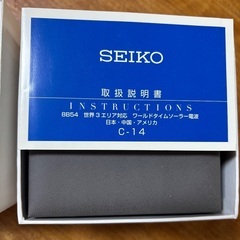 SEIKO
取扱説明書
INSTRUCTIONS
8B54 世界3エリア対応 ワールドタイムソーラー電波
日本・中国・アメリカ
C-14